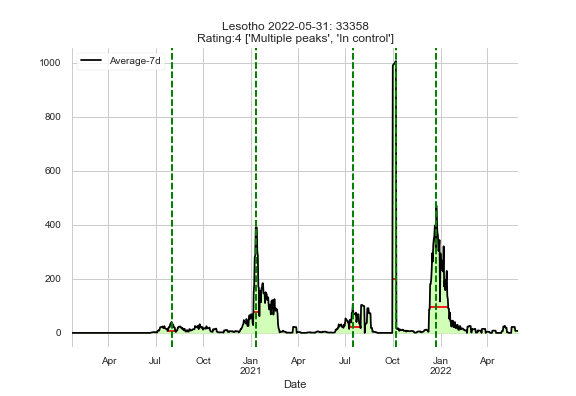 Lesotho 2022-05-31: 33358
Rating:4 ['Multiple peaks', 'In control']
Average-7d
1000
800
600
400
200
0
Apr Jul Oct Jan Apr Jul Oct Jan Apr
2021 2022
Date